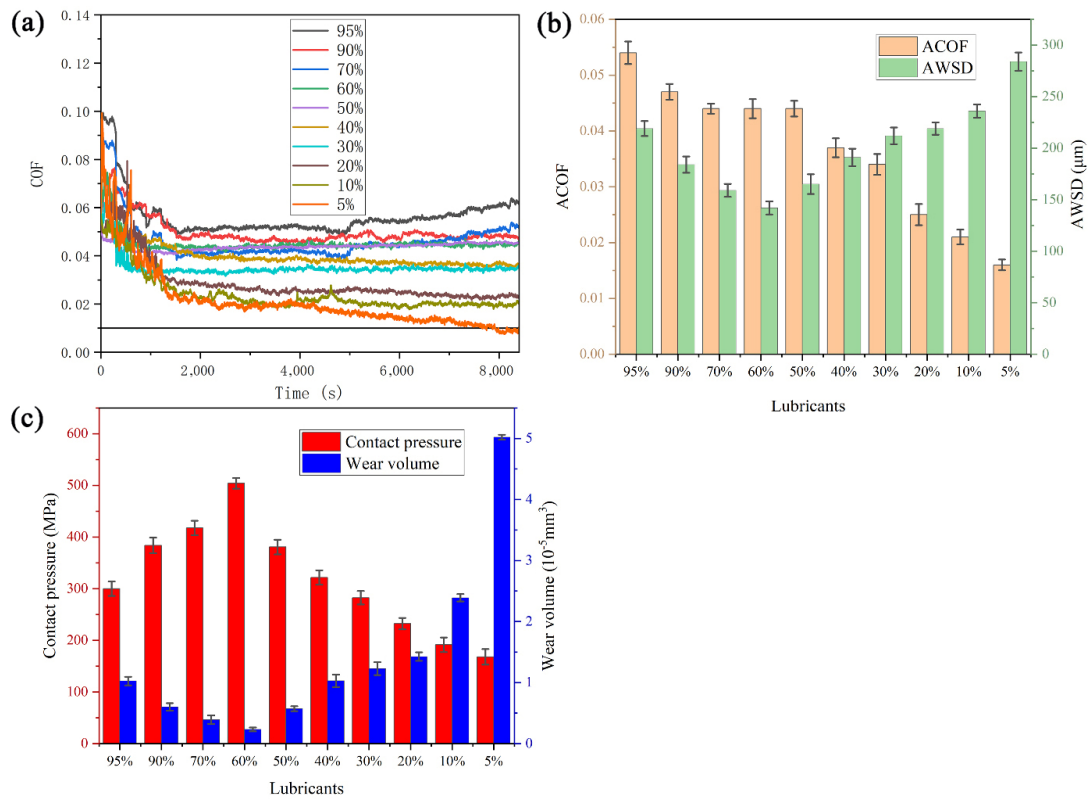 (a)
0.14
0.12
0.10
0.08
0.06
0.04
0.02
0.00
COF
95%
90%
70%
60%
50%
40%
30%
20%
10%
5%
0
2,000
4,000
6,000
8,000
Time (s)
(b)
0.06
0.05
0.04
0.03
0.02
0.01
0.00
ACOF
ACOF
AWSD
300
250
200
150
100
50
0
AWSD (μm)
95% 90% 70% 60% 50% 40% 30% 20% 10% 5%
Lubricants
(c)
600
500
400
300
200
100
0
Contact pressure (MPa)
Contact pressure
Wear volume
5
4
3
2
1
0
Wear volume (10⁻⁵mm³)
95% 90% 70% 60% 50% 40% 30% 20% 10% 5%
Lubricants